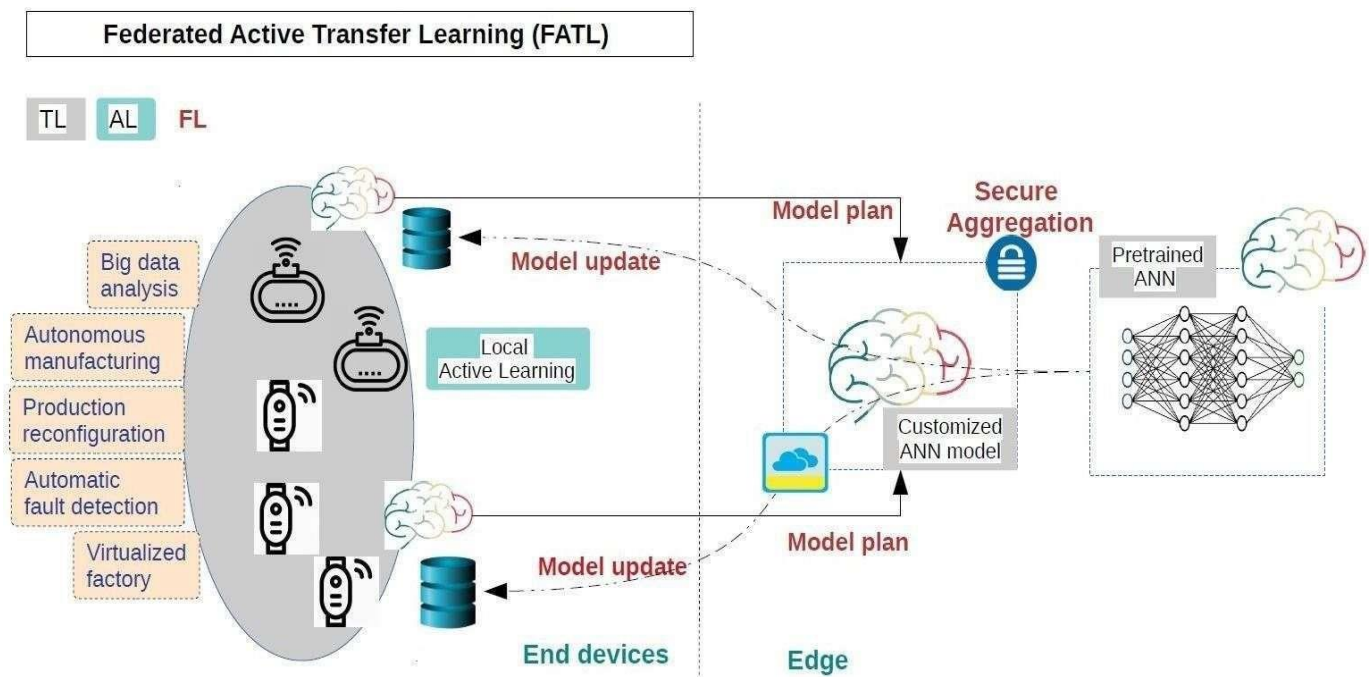 Federated Active Transfer Learning (FATL)
TL AL FL
Secure
Aggregation
Model plan
Model update
Pretrained
ANN
Big data
analysis
Autonomous
manufacturing
Production
reconfiguration
Automatic
fault detection
Virtualized
factory
Local
Active Learning
Customized
ANN model
Model plan
Model update
End devices
Edge